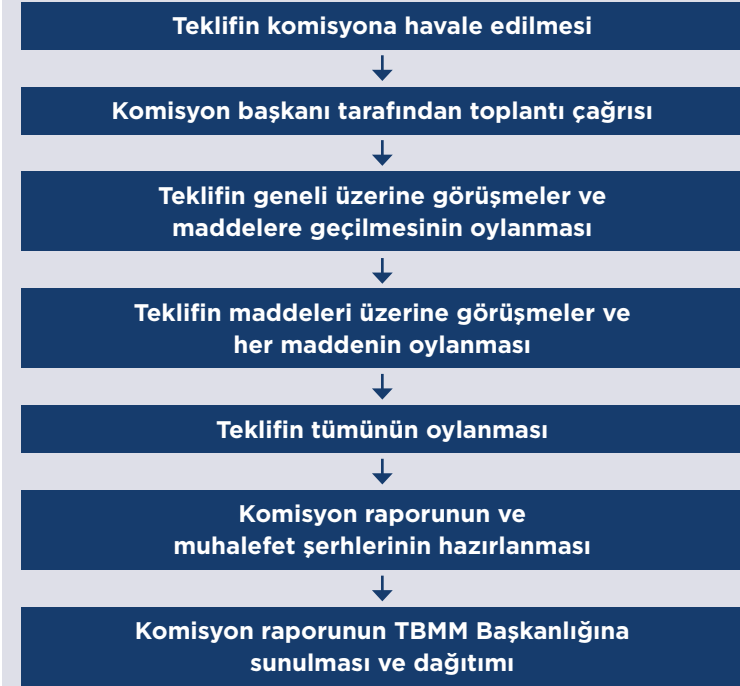 Teklifin komisyona havale edilmesi
Komisyon başkanı tarafından toplantı çağrısı
Teklifin geneli üzerine görüşmeler ve
maddelere geçilmesinin oylanması
Teklifin maddeleri üzerine görüşmeler ve
her maddenin oylanması
Teklifin tümünün oylanması
Komisyon raporunun ve
muhalefet şerhlerinin hazırlanması
Komisyon raporunun TBMM Başkanlığına
sunulması ve dağıtımı